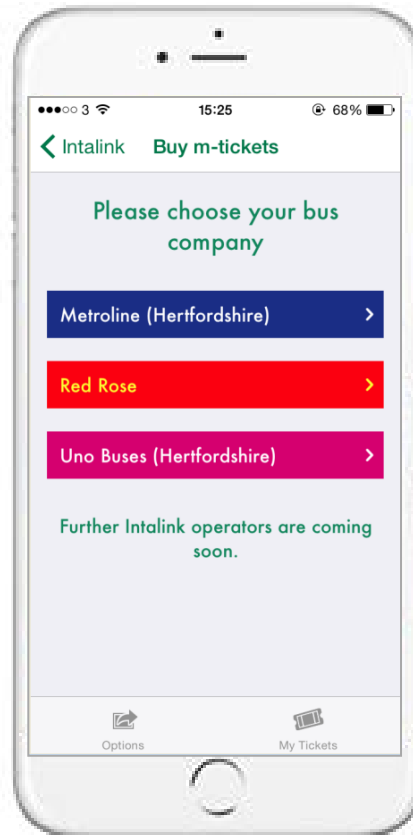 3 15:25 68%
Intalink Buy m-tickets
Please choose your bus
company
Metroline (Hertfordshire)
Red Rose
Uno Buses (Hertfordshire)
Further Intalink operators are coming
soon.
Options My Tickets